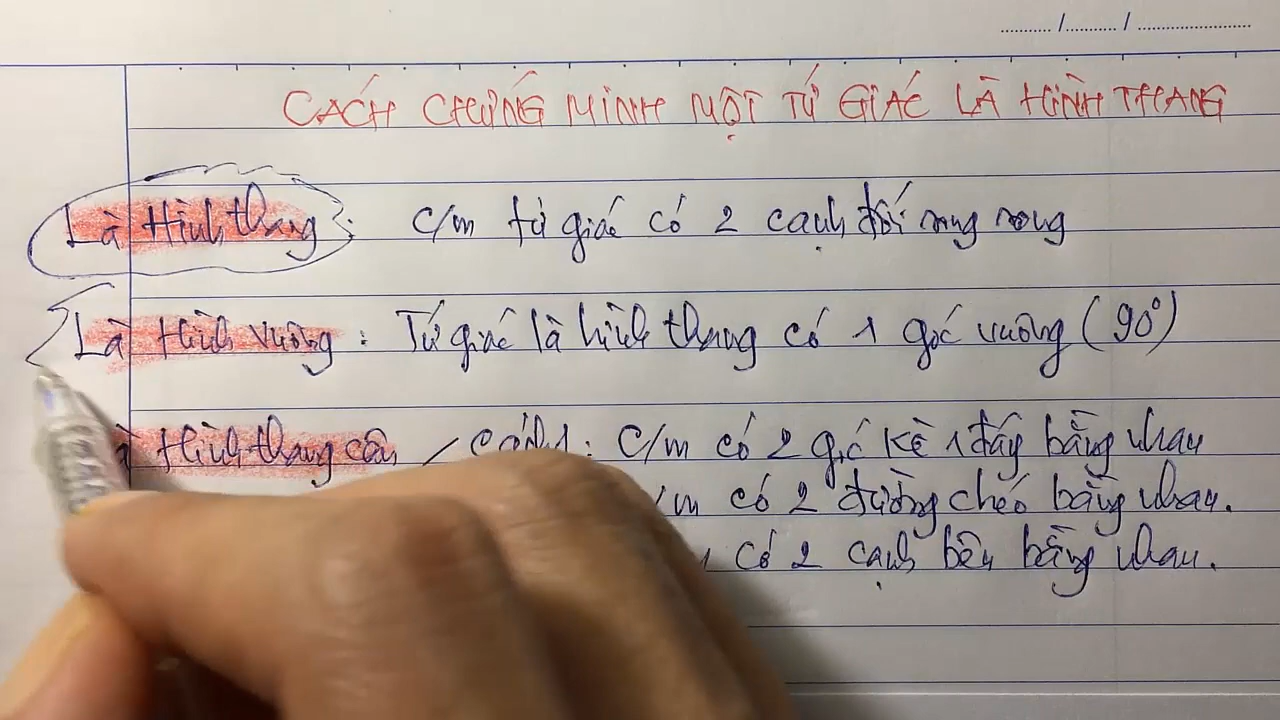 CÁCH CHỨNG MINH MỘT TỨ GIÁC LÀ HÌNH THANG
Là Hình thang : c/m tứ giác có 2 cạnh đối song song
Là Hình vuông : Tứ giác là hình thang có 1 góc vuông (90°)
Hình thang cân / Cách 1 : C/m có 2 góc kề 1 đáy bằng nhau
/m có 2 đường chéo bằng nhau.
có 2 cạnh bên bằng nhau.